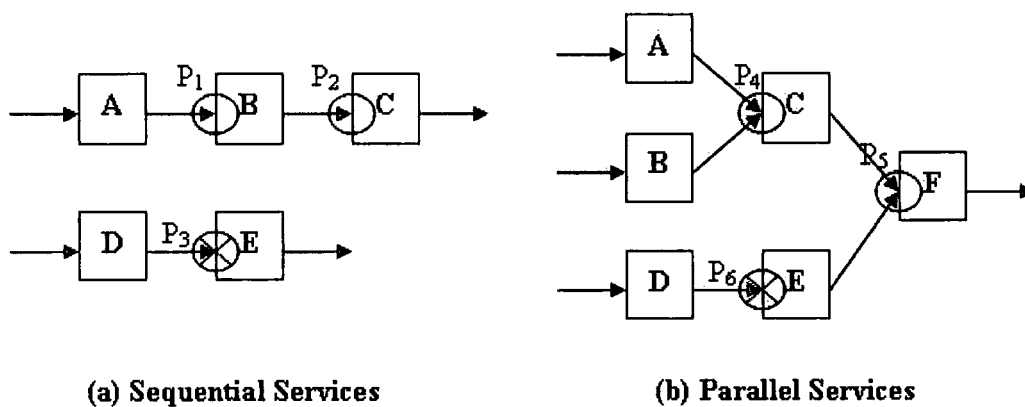 P1 P2
A B C
P3
D E
(a) Sequential Services
A
P4
C
B
P5
F
P6
D E
(b) Parallel Services